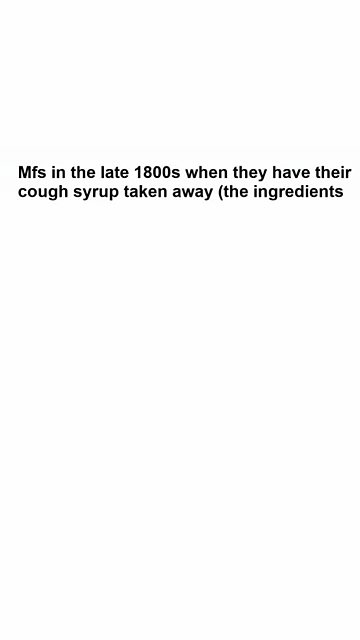 Mfs in the late 1800s when they have their
cough syrup taken away (the ingredients